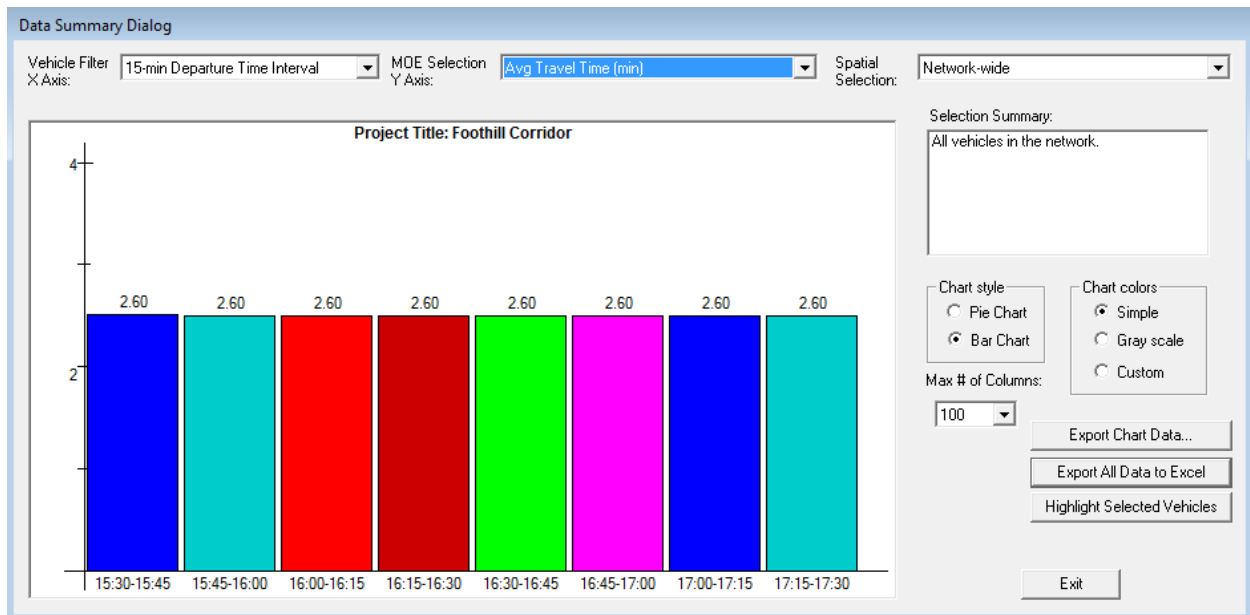 Data Summary Dialog
Vehicle Filter
X Axis:
15-min Departure Time Interval
MOE Selection
Y Axis:
Avg Travel Time (min)
Spatial
Selection:
Network-wide
Project Title: Foothill Corridor
4
2
2.60 2.60 2.60 2.60 2.60 2.60 2.60 2.60
15:30-15:45 15:45-16:00 16:00-16:15 16:15-16:30 16:30-16:45 16:45-17:00 17:00-17:15 17:15-17:30
Selection Summary:
All vehicles in the network.
Chart style
Pie Chart
Bar Chart
Chart colors
Simple
Gray scale
Custom
Max # of Columns:
100
Export Chart Data...
Export All Data to Excel
Highlight Selected Vehicles
Exit